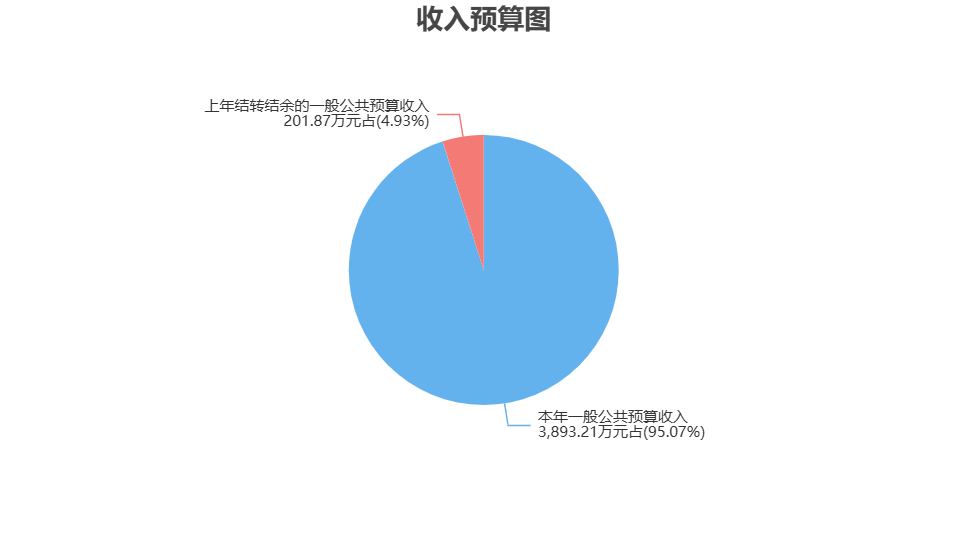 收入预算图
上年结转结余的一般公共预算收入
201.87万元占(4.93%)
本年一般公共预算收入
3,893.21万元占(95.07%)